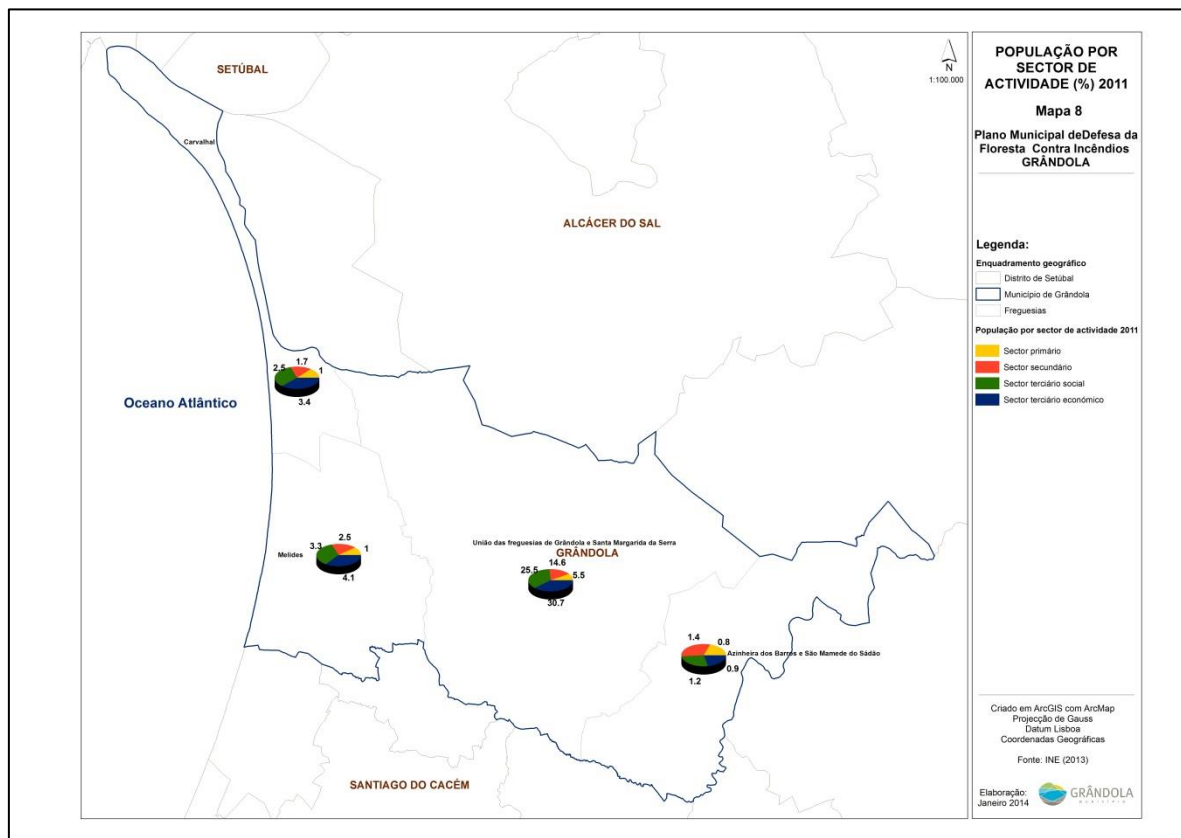 SETÚBAL
N
1:100.000
Carvalhal
ALCÁCER DO SAL
1.7
2.5
1
3.4
Oceano Atlântico
2.5
3.3
1
Melides
4.1
União das freguesias de Grândola e Santa Margarida da Serra
GRÂNDOLA
14.6
25.5
5.5
30.7
1.4
0.8
Azinheira dos Barros e São Mamede do Sádão
0.9
1.2
SANTIAGO DO CACÉM
POPULAÇÃO POR
SECTOR DE
ACTIVIDADE (%) 2011
Mapa 8
Plano Municipal deDefesa da
Floresta Contra Incêndios
GRÂNDOLA
Legenda:
Enquadramento geográfico
Distrito de Setúbal
Município de Grândola
Freguesias
População por sector de actividade 2011
Sector primário
Sector secundário
Sector terciário social
Sector terciário económico
Criado em ArcGIS com ArcMap
Projecção de Gauss
Datum Lisboa
Coordenadas Geográficas
Fonte: INE (2013)
Elaboração:
Janeiro 2014
GRÂNDOLA
MUNICÍPIO